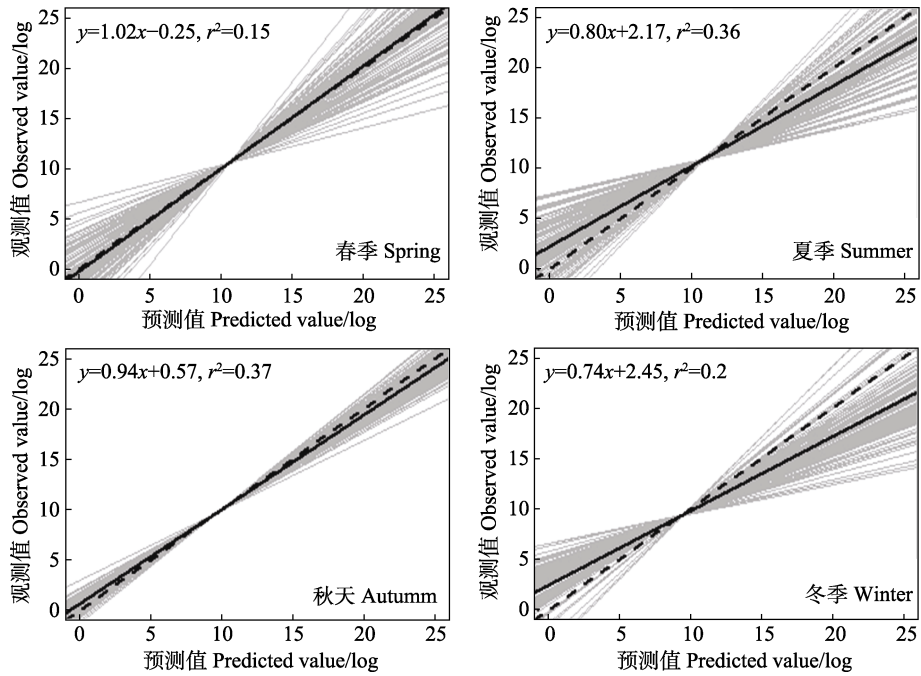 y=1.02x−0.25, r²=0.15
观测值 Observed value/log
25
20
15
10
5
0
春季 Spring
0 5 10 15 20 25
预测值 Predicted value/log
y=0.80x+2.17, r²=0.36
观测值 Observed value/log
25
20
15
10
5
0
夏季 Summer
0 5 10 15 20 25
预测值 Predicted value/log
y=0.94x+0.57, r²=0.37
观测值 Observed value/log
25
20
15
10
5
0
秋天 Autumm
0 5 10 15 20 25
预测值 Predicted value/log
y=0.74x+2.45, r²=0.2
观测值 Observed value/log
25
20
15
10
5
0
冬季 Winter
0 5 10 15 20 25
预测值 Predicted value/log